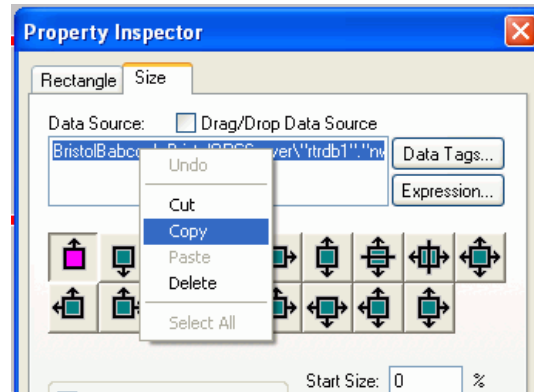 Property Inspector
Rectangle Size
Data Source: Drag/Drop Data Source
Data Tags...
Expression...
Undo
Cut
Copy
Paste
Delete
Select All
Start Size: 0 %